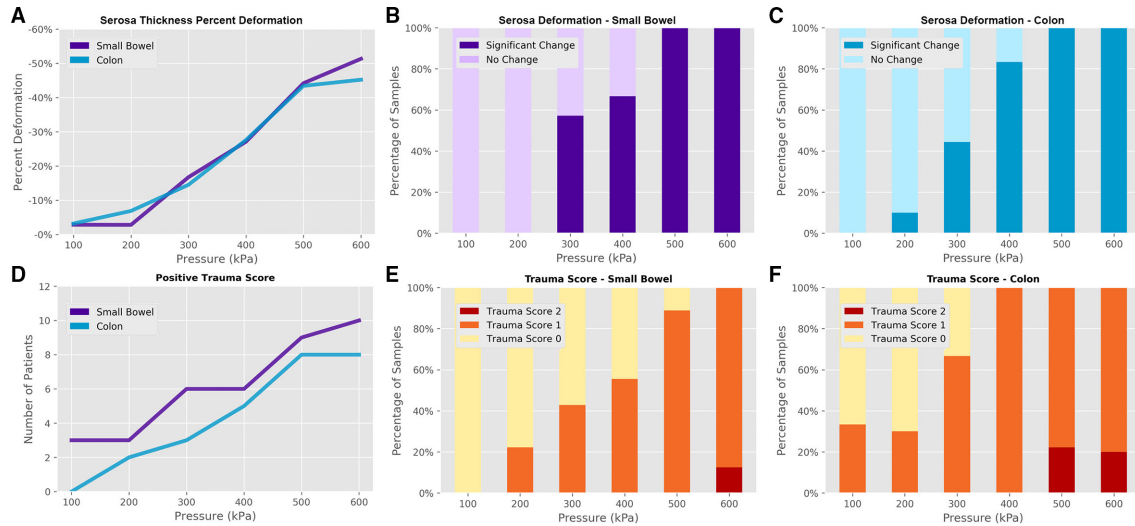 A
Serosa Thickness Percent Deformation
-60%
-50%
-40%
-30%
-20%
-10%
-0%
Percent Deformation
Small Bowel
Colon
100 200 300 400 500 600
Pressure (kPa)
B
Serosa Deformation - Small Bowel
100%
80%
60%
40%
20%
0%
Percentage of Samples
Significant Change
No Change
100 200 300 400 500 600
Pressure (kPa)
C
Serosa Deformation - Colon
100%
80%
60%
40%
20%
0%
Percentage of Samples
Significant Change
No Change
100 200 300 400 500 600
Pressure (kPa)
D
Positive Trauma Score
12
10
8
6
4
2
0
Number of Patients
Small Bowel
Colon
100 200 300 400 500 600
Pressure (kPa)
E
Trauma Score - Small Bowel
100%
80%
60%
40%
20%
0%
Percentage of Samples
Trauma Score 2
Trauma Score 1
Trauma Score 0
100 200 300 400 500 600
Pressure (kPa)
F
Trauma Score - Colon
100%
80%
60%
40%
20%
0%
Percentage of Samples
Trauma Score 2
Trauma Score 1
Trauma Score 0
100 200 300 400 500 600
Pressure (kPa)